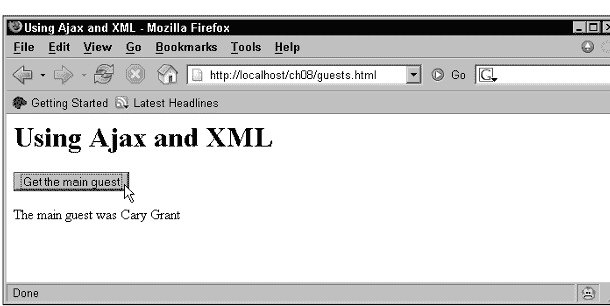 Using Ajax and XML - Mozilla Firefox
File Edit View Go Bookmarks Tools Help
http://localhost/ch08/guests.html Go G
Getting Started Latest Headlines
Using Ajax and XML
Get the main guest
The main guest was Cary Grant
Done